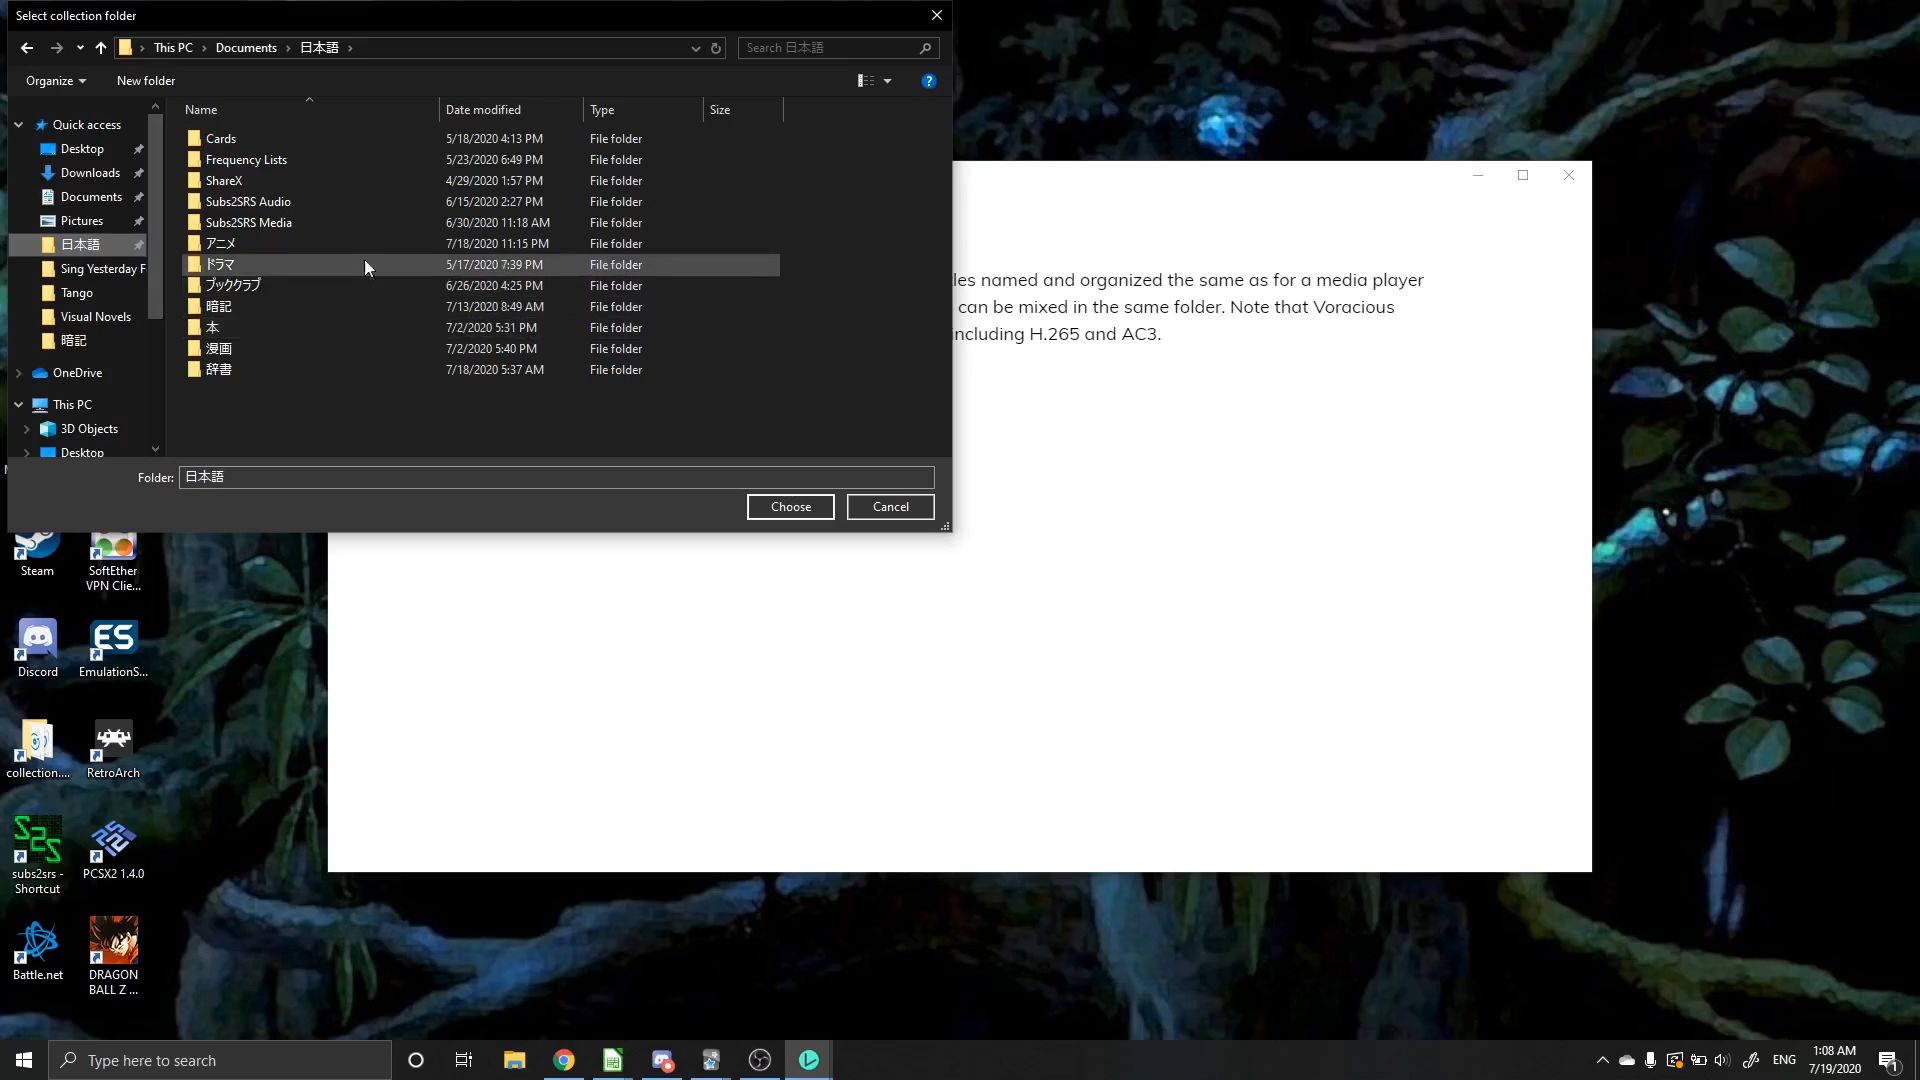 Select collection folder
This PC › Documents › 日本語 ›
Search 日本語
Organize
New folder
Name
Date modified
Type
Size
Cards 5/18/2020 4:13 PM File folder
Frequency Lists 5/23/2020 6:49 PM File folder
ShareX 4/29/2020 1:57 PM File folder
Subs2SRS Audio 6/15/2020 2:27 PM File folder
Subs2SRS Media 6/30/2020 11:18 AM File folder
アニメ 7/18/2020 11:15 PM File folder
ドラマ 5/17/2020 7:39 PM File folder
ブッククラブ 6/26/2020 4:25 PM File folder
暗記 7/13/2020 8:49 AM File folder
本 7/2/2020 5:31 PM File folder
漫画 7/2/2020 5:40 PM File folder
辞書 7/18/2020 5:37 AM File folder
Quick access
Desktop
Downloads
Documents
Pictures
日本語
Sing Yesterday F
Tango
Visual Novels
暗記
OneDrive
This PC
3D Objects
Desktop
Folder: 日本語
Choose
Cancel
les named and organized the same as for a media player
can be mixed in the same folder. Note that Voracious
including H.265 and AC3.
Steam
SoftEther
VPN Clie...
Discord
ES
EmulationS...
collection....
RetroArch
S2S
subs2srs -
Shortcut
PCSX2 1.4.0
Battle.net
DRAGON
BALL Z ...
Type here to search
ENG
1:08 AM
7/19/2020
1